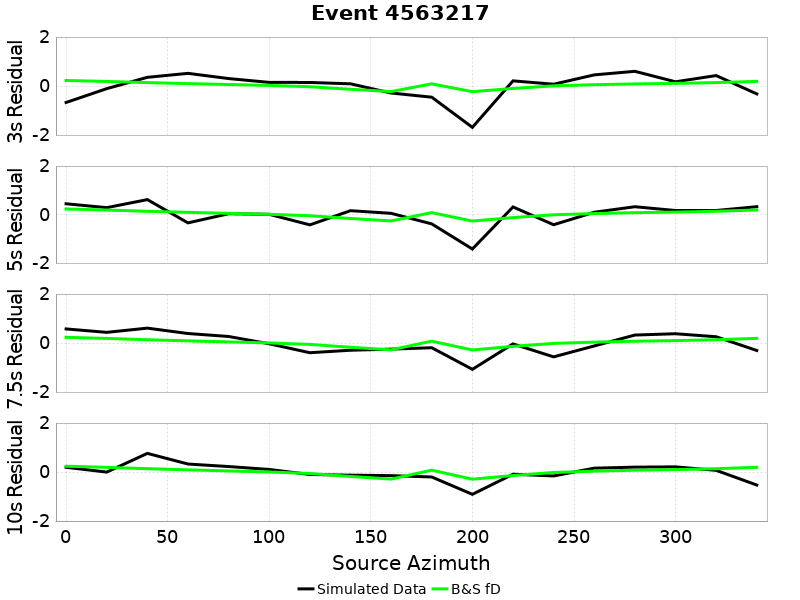 Event 4563217
3s Residual
2
0
-2
5s Residual
2
0
-2
7.5s Residual
2
0
-2
10s Residual
2
0
-2
0 50 100 150 200 250 300
Source Azimuth
Simulated Data B&S fD